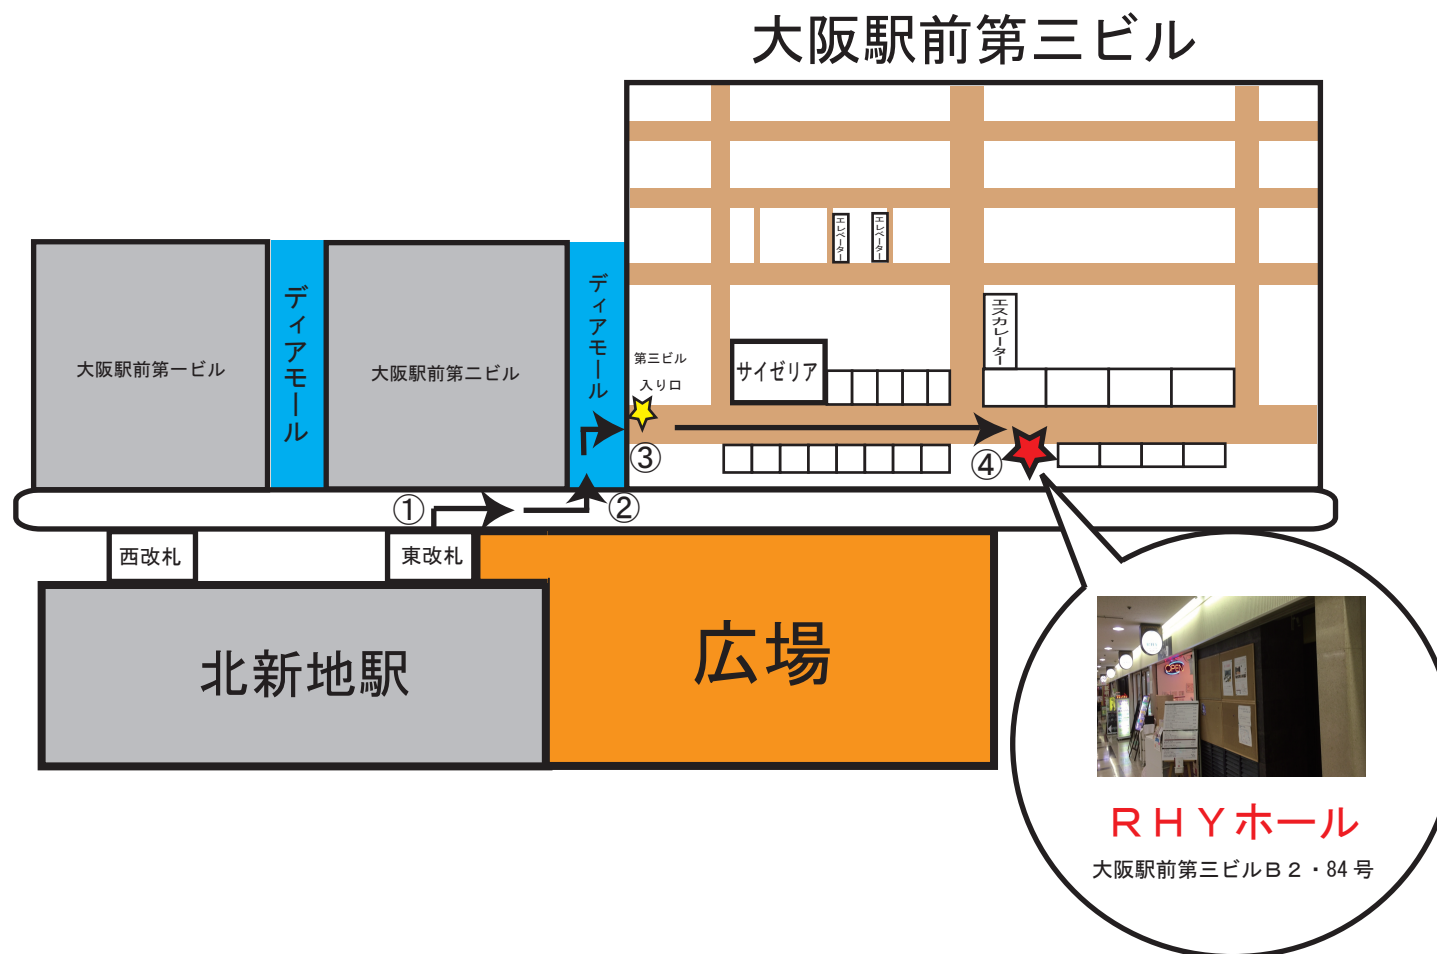 大阪駅前第三ビル
エレベーター
エレベーター
エスカレーター
ディアモール
ディアモール
大阪駅前第一ビル
大阪駅前第二ビル
第三ビル
入り口
サイゼリア
③
④
①
②
西改札
東改札
北新地駅
広場
OPEN
ＲＨＹホール
大阪駅前第三ビルＢ２・84号